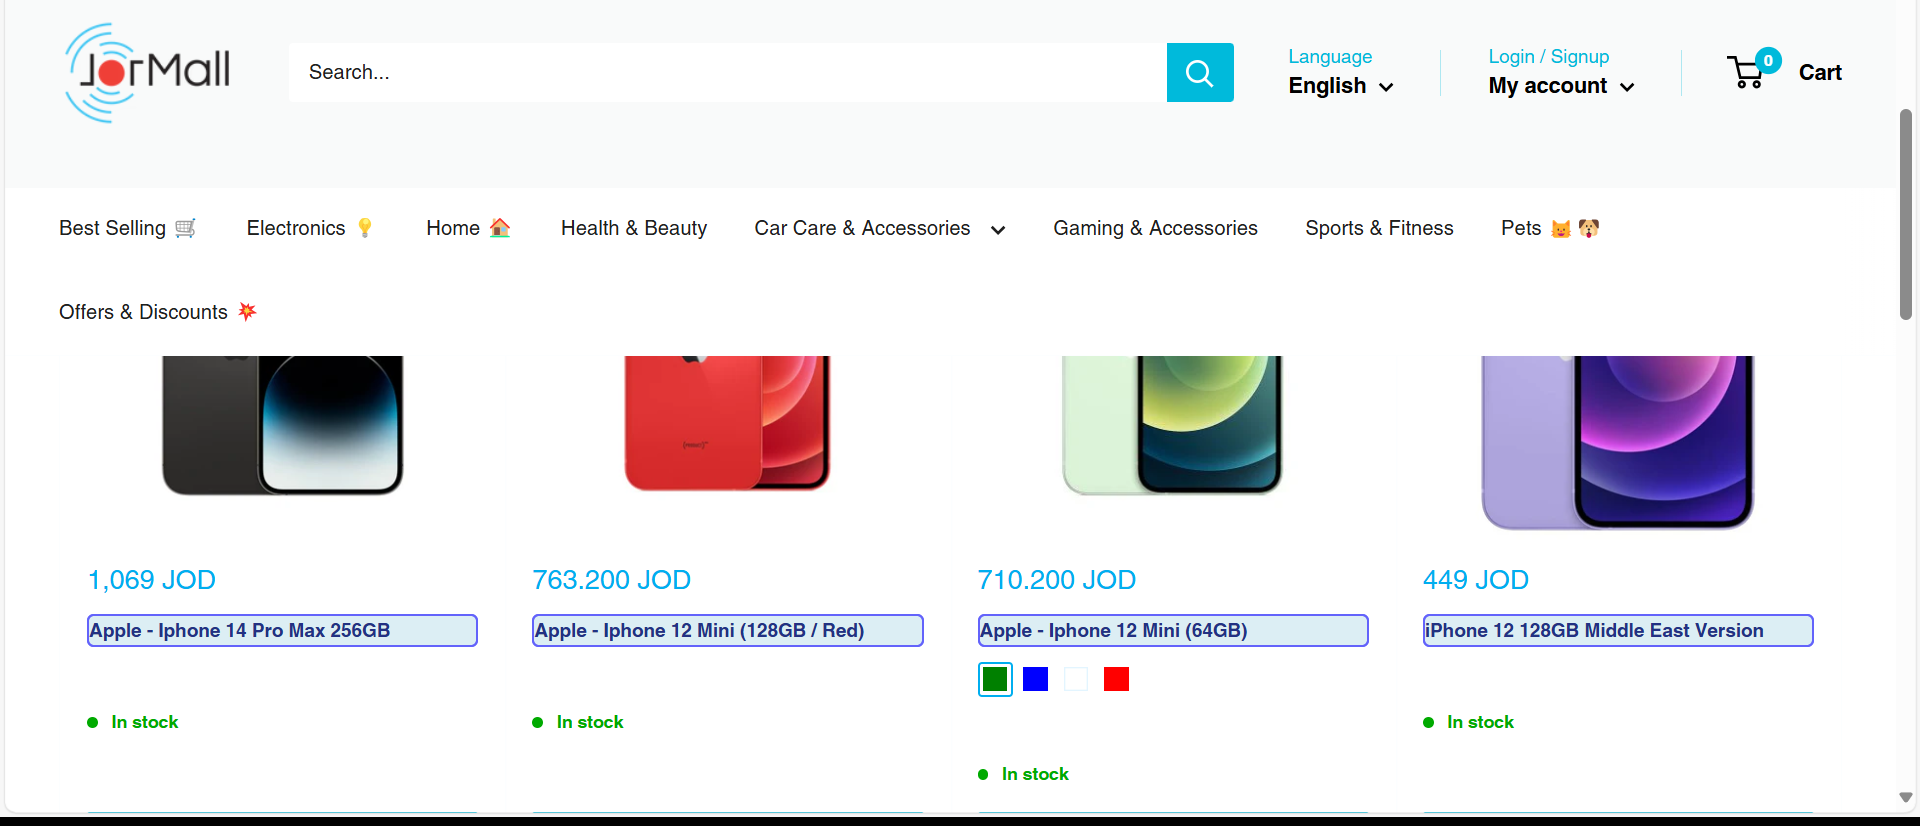 JorMall
Search...
Language
English
Login / Signup
My account
0
Cart
Best Selling 🛒
Electronics 💡
Home 🏠
Health & Beauty
Car Care & Accessories
Gaming & Accessories
Sports & Fitness
Pets 😺 🐶
Offers & Discounts 💥
1,069 JOD
Apple - Iphone 14 Pro Max 256GB
In stock
763.200 JOD
Apple - Iphone 12 Mini (128GB / Red)
In stock
710.200 JOD
Apple - Iphone 12 Mini (64GB)
In stock
449 JOD
iPhone 12 128GB Middle East Version
In stock